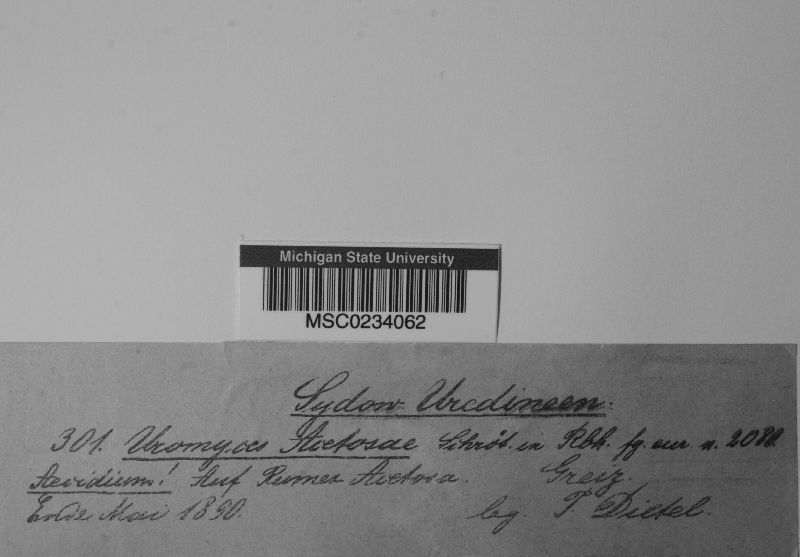 Michigan State University
MSC0234062
Sydow Uredineen.
301. Uromyces Acetosae Schröt. in Rbh. fg. eur. n. 2080.
Aecidium! Auf Rumex Acetosa. Greiz.
Ende Mai 1890. leg. P. Dietel.